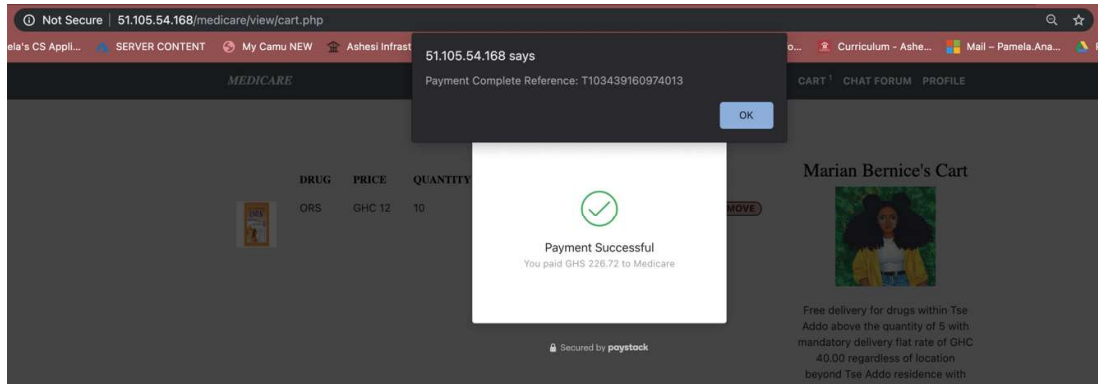 Not Secure | 51.105.54.168/medicare/view/cart.php
ela's CS Appli... SERVER CONTENT My Camu NEW Ashesi Infrast
o... Curriculum - Ashe... Mail – Pamela.Ana...
51.105.54.168 says
Payment Complete Reference: T103439160974013
OK
MEDICARE
CART 1 CHAT FORUM PROFILE
DRUG PRICE QUANTITY
ORS GHC 12 10
MOVE
Payment Successful
You paid GHS 226.72 to Medicare
Secured by paystack
Marian Bernice's Cart
Free delivery for drugs within Tse
Addo above the quantity of 5 with
mandatory delivery flat rate of GHC
40.00 regardless of location
beyond Tse Addo residence with